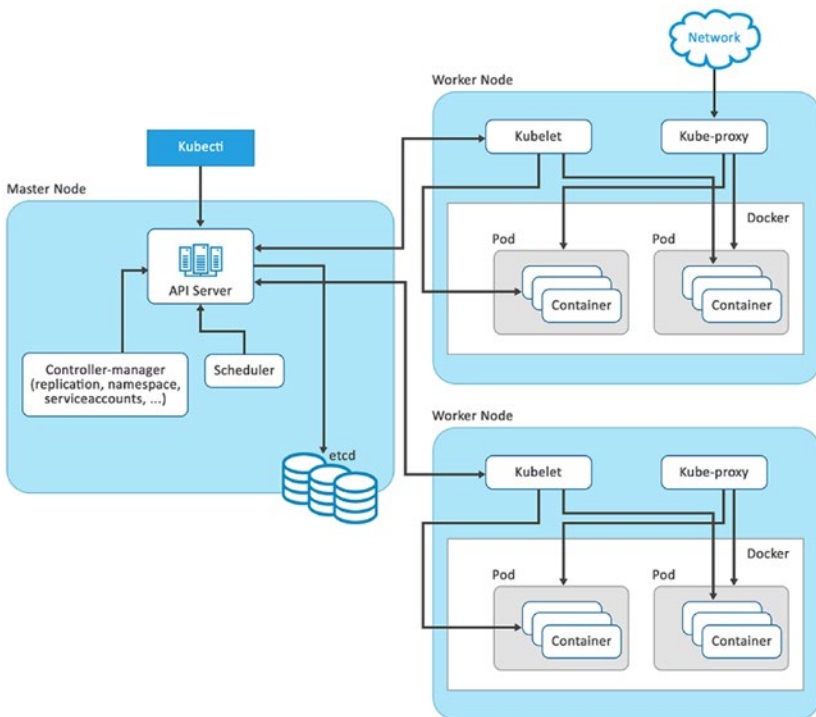 Network
Worker Node
Kubelet
Kube-proxy
Kubecti
Master Node
Docker
Pod
Pod
API Server
Container
Container
Controller-manager
(replication, namespace,
serviceaccounts, ...)
Scheduler
Worker Node
etcd
Kubelet
Kube-proxy
Docker
Pod
Pod
Container
Container